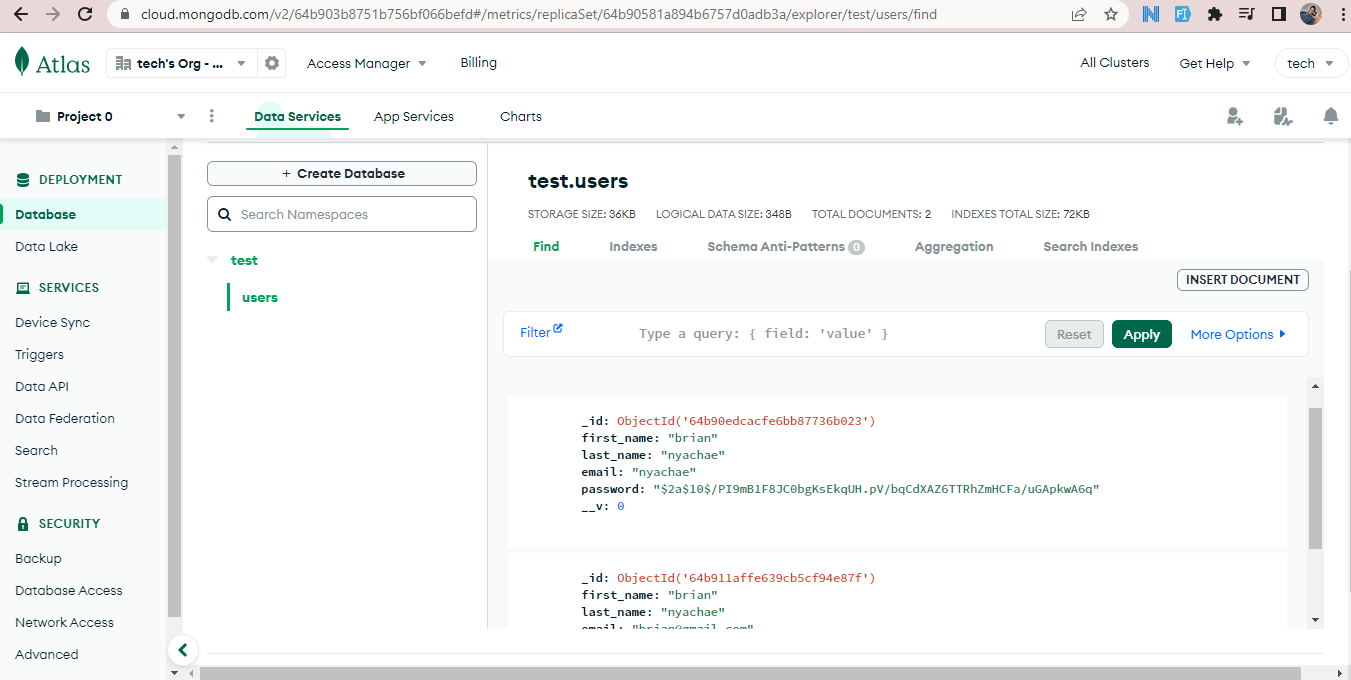 cloud.mongodb.com/v2/64b903b8751b756bf066befd#/metrics/replicaSet/64b90581a894b6757d0adb3a/explorer/test/users/find
Atlas
tech's Org - ...
Access Manager
Billing
All Clusters
Get Help
tech
Project 0
Data Services
App Services
Charts
DEPLOYMENT
Database
Data Lake
SERVICES
Device Sync
Triggers
Data API
Data Federation
Search
Stream Processing
SECURITY
Backup
Database Access
Network Access
Advanced
+ Create Database
Search Namespaces
test
users
test.users
STORAGE SIZE: 36KB LOGICAL DATA SIZE: 348B TOTAL DOCUMENTS: 2 INDEXES TOTAL SIZE: 72KB
Find Indexes Schema Anti-Patterns 0 Aggregation Search Indexes
INSERT DOCUMENT
Filter Type a query: { field: 'value' } Reset Apply More Options
_id: ObjectId('64b90edcacfe6bb87736b023')
first_name: "brian"
last_name: "nyachae"
email: "nyachae"
password: "$2a$10$/PI9mB1F8JC0bgKsEkqUH.pV/bqCdXAZ6TTRhZmHCFa/uGApkwA6q"
__v: 0
_id: ObjectId('64b911affe639cb5cf94e87f')
first_name: "brian"
last_name: "nyachae"
email: "brian@gmail.com"